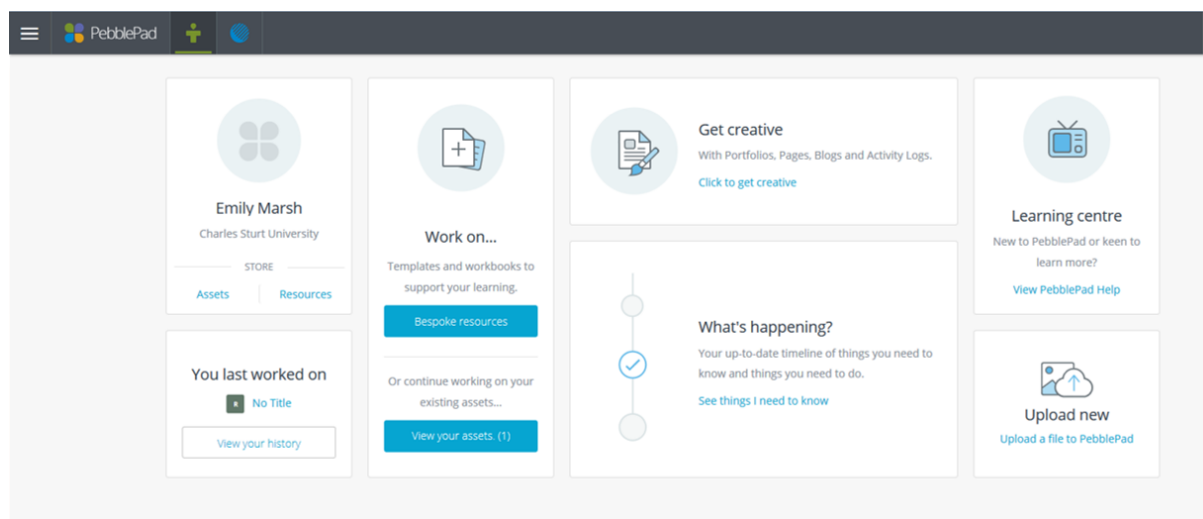 PebblePad
Emily Marsh
Charles Sturt University
STORE
Assets
Resources
You last worked on
No Title
View your history
Work on...
Templates and workbooks to
support your learning.
Bespoke resources
Or continue working on your
existing assets...
View your assets. (1)
Get creative
With Portfolios, Pages, Blogs and Activity Logs.
Click to get creative
What's happening?
Your up-to-date timeline of things you need to
know and things you need to do.
See things I need to know
Learning centre
New to PebblePad or keen to
learn more?
View PebblePad Help
Upload new
Upload a file to PebblePad